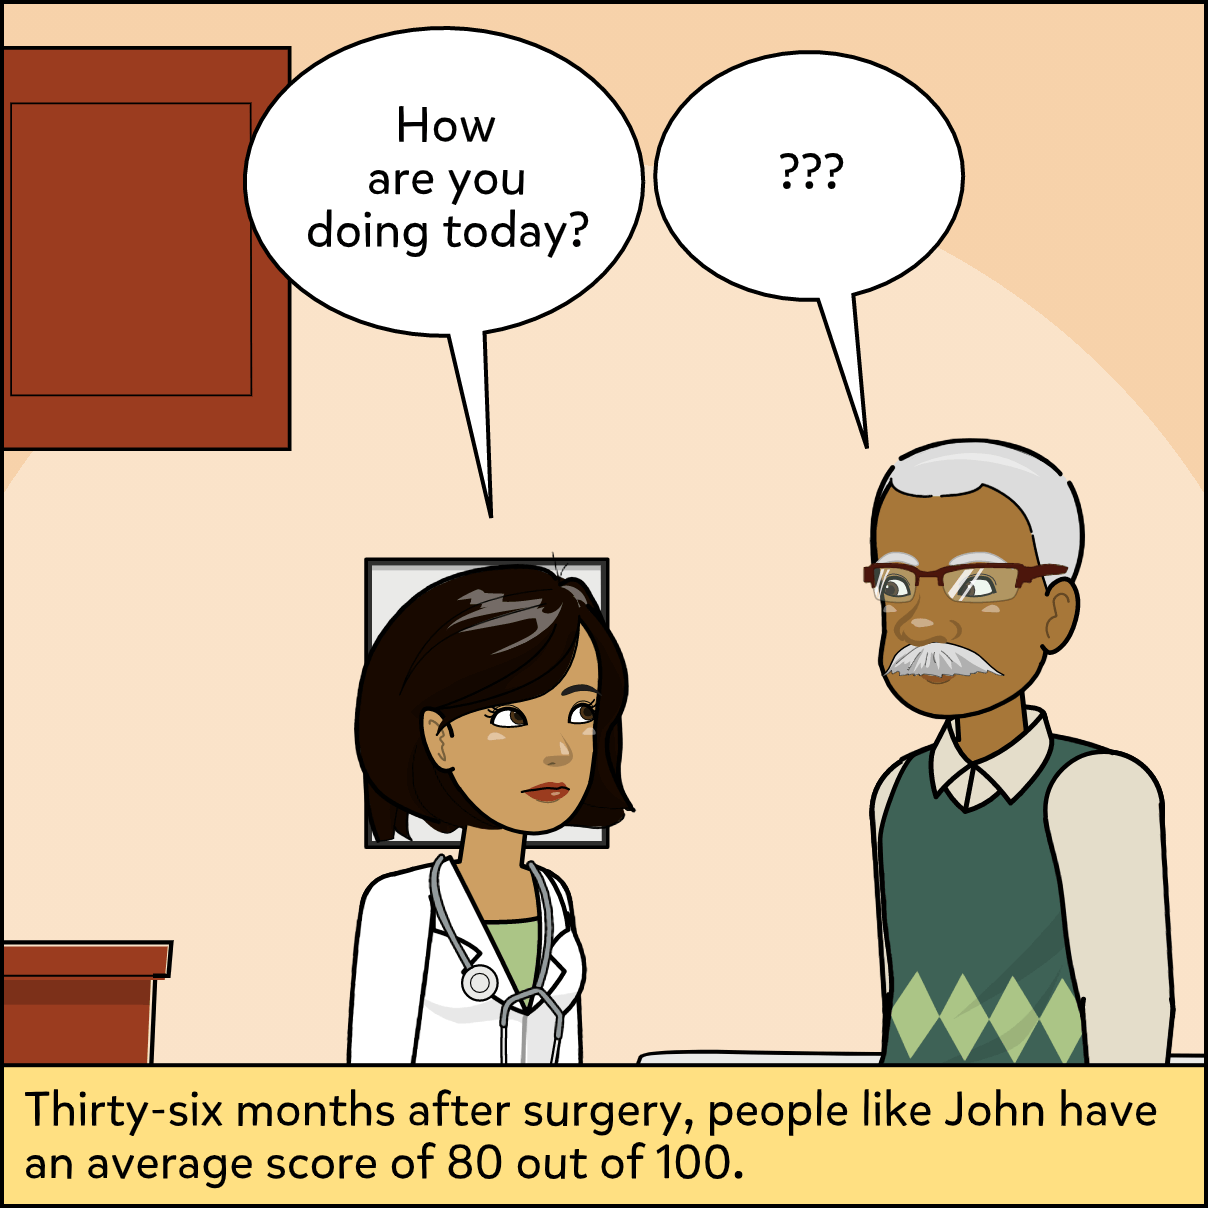 How
are you
doing today?
???
Thirty-six months after surgery, people like John have
an average score of 80 out of 100.